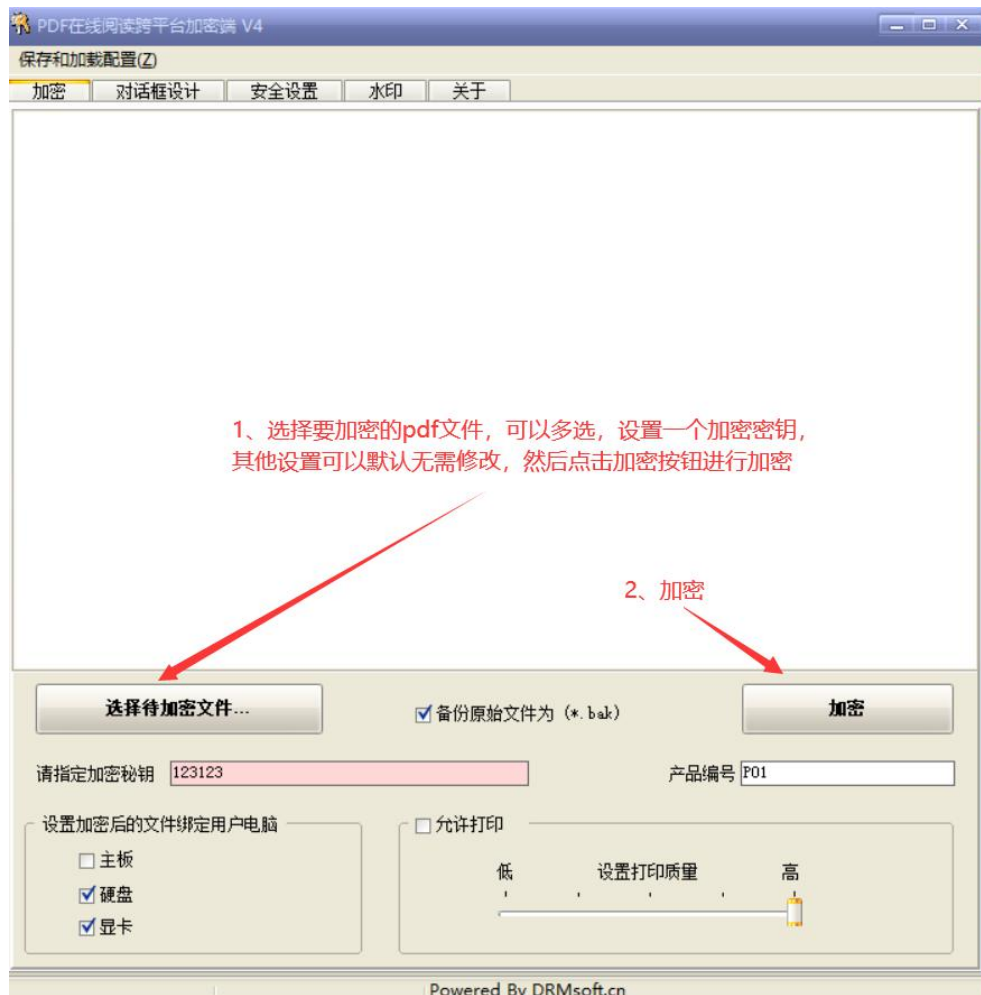 PDF在线阅读跨平台加密端 V4
保存和加载配置(Z)
加密 对话框设计 安全设置 水印 关于
1、选择要加密的pdf文件，可以多选，设置一个加密密钥，
其他设置可以默认无需修改，然后点击加密按钮进行加密
2、加密
选择待加密文件...
备份原始文件为 (*.bak)
加密
请指定加密秘钥 123123
产品编号 P01
设置加密后的文件绑定用户电脑
主板
硬盘
显卡
允许打印
低 设置打印质量 高
Powered By DRMsoft.cn